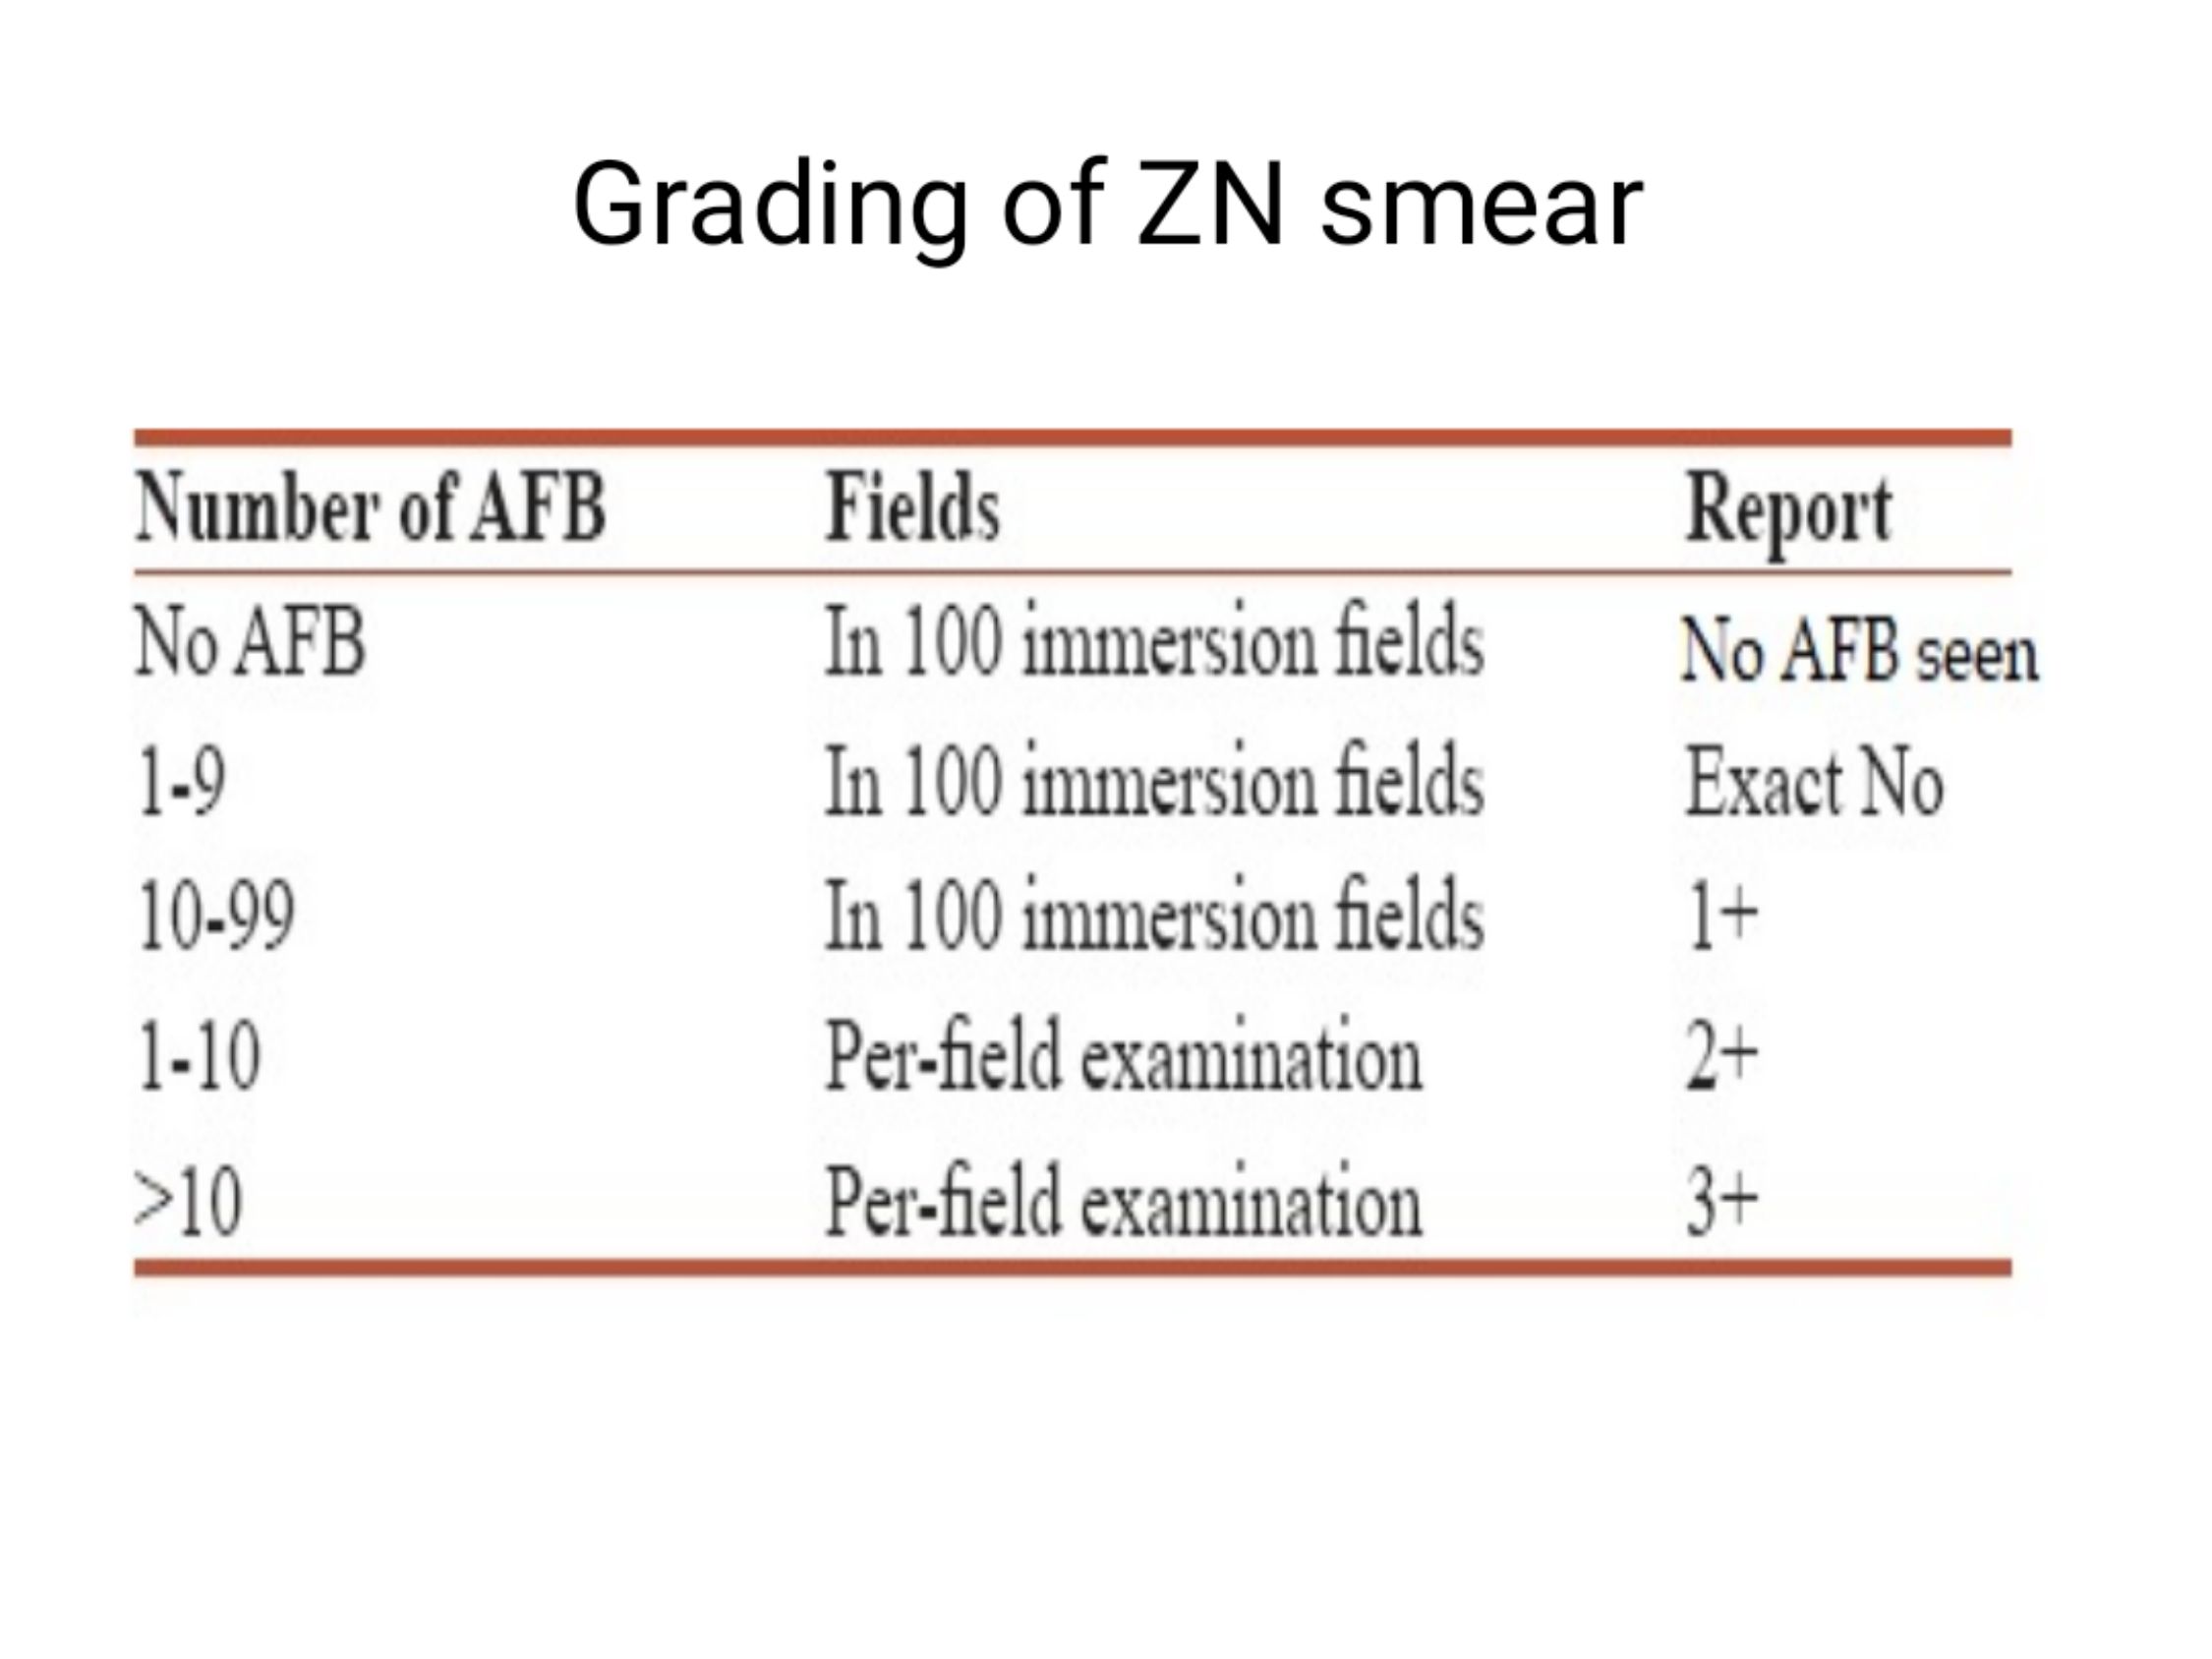 Grading of ZN smear
Number of AFB Fields Report
No AFB In 100 immersion fields No AFB seen
1-9 In 100 immersion fields Exact No
10-99 In 100 immersion fields 1+
1-10 Per-field examination 2+
>10 Per-field examination 3+